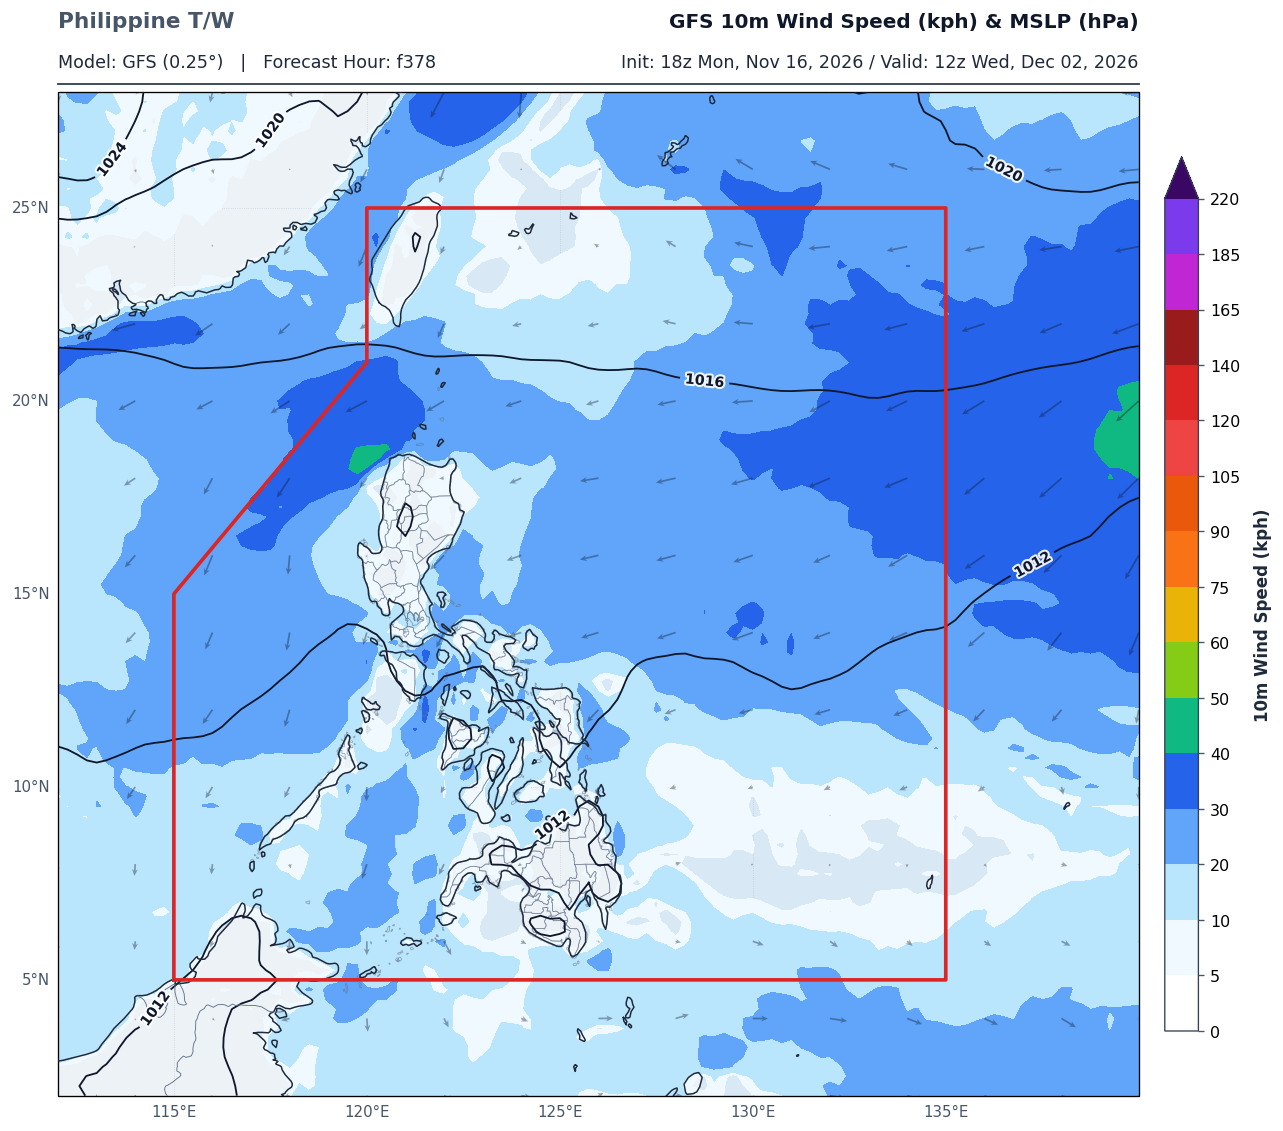 Philippine T/W
GFS 10m Wind Speed (kph) & MSLP (hPa)
Model: GFS (0.25°) | Forecast Hour: f378
Init: 18z Mon, Nov 16, 2026 / Valid: 12z Wed, Dec 02, 2026
1024
1020
1020
1016
1012
1012
1012
25°N
20°N
15°N
10°N
5°N
115°E
120°E
125°E
130°E
135°E
220
185
165
140
120
105
90
75
60
50
40
30
20
10
5
0
10m Wind Speed (kph)